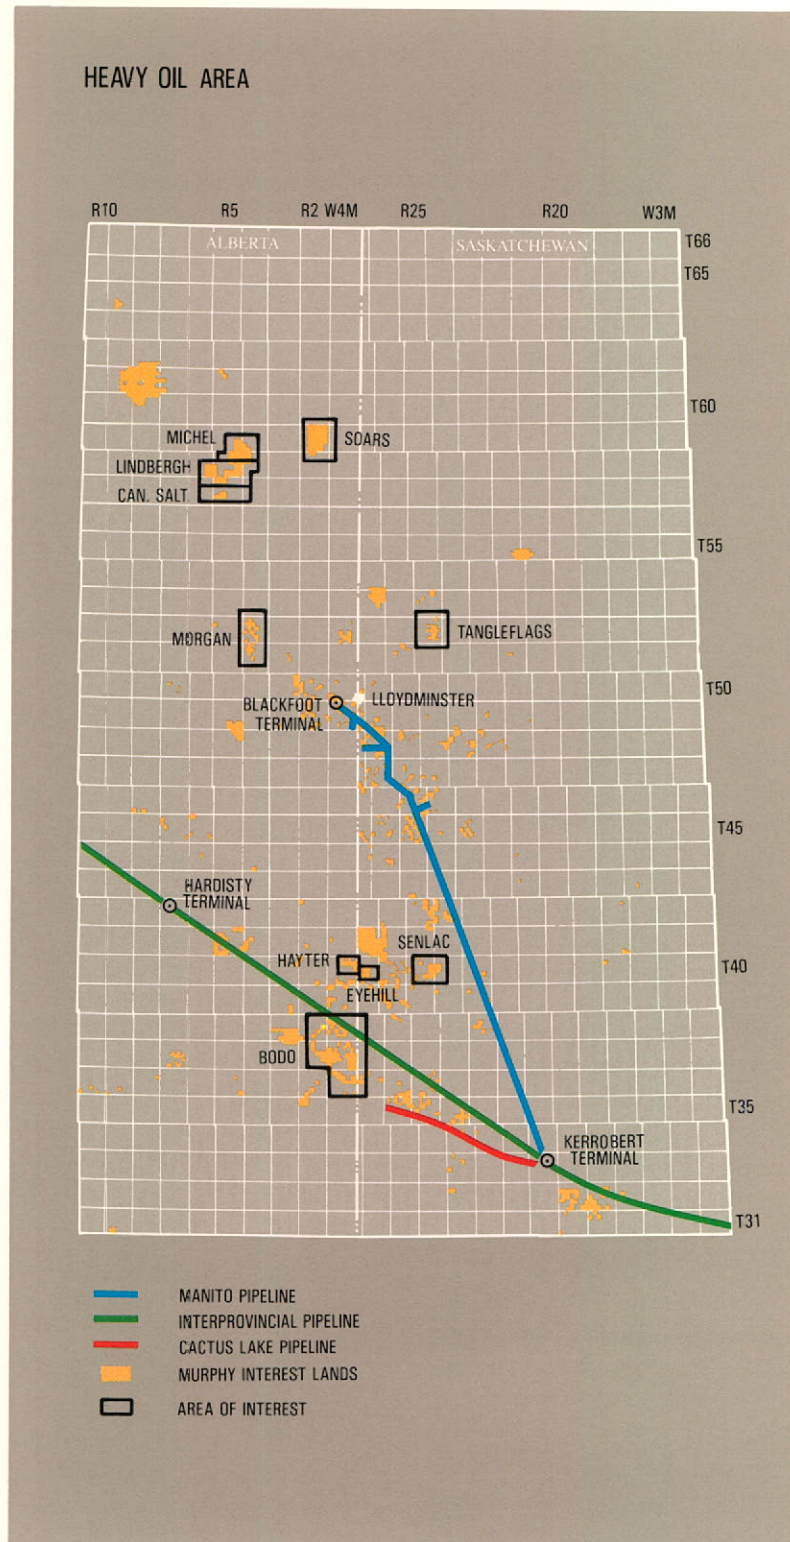 HEAVY OIL AREA
R10 R5 R2 W4M R25 R20 W3M
ALBERTA SASKATCHEWAN
T66
T65
T60
MICHEL
SOARS
LINDBERGH
CAN. SALT
T55
MORGAN
TANGLEFLAGS
T50
BLACKFOOT
TERMINAL
LLOYDMINSTER
T45
HARDISTY
TERMINAL
SENLAC
HAYTER
T40
EYEHILL
BODO
T35
KERROBERT
TERMINAL
T31
MANITO PIPELINE
INTERPROVINCIAL PIPELINE
CACTUS LAKE PIPELINE
MURPHY INTEREST LANDS
AREA OF INTEREST